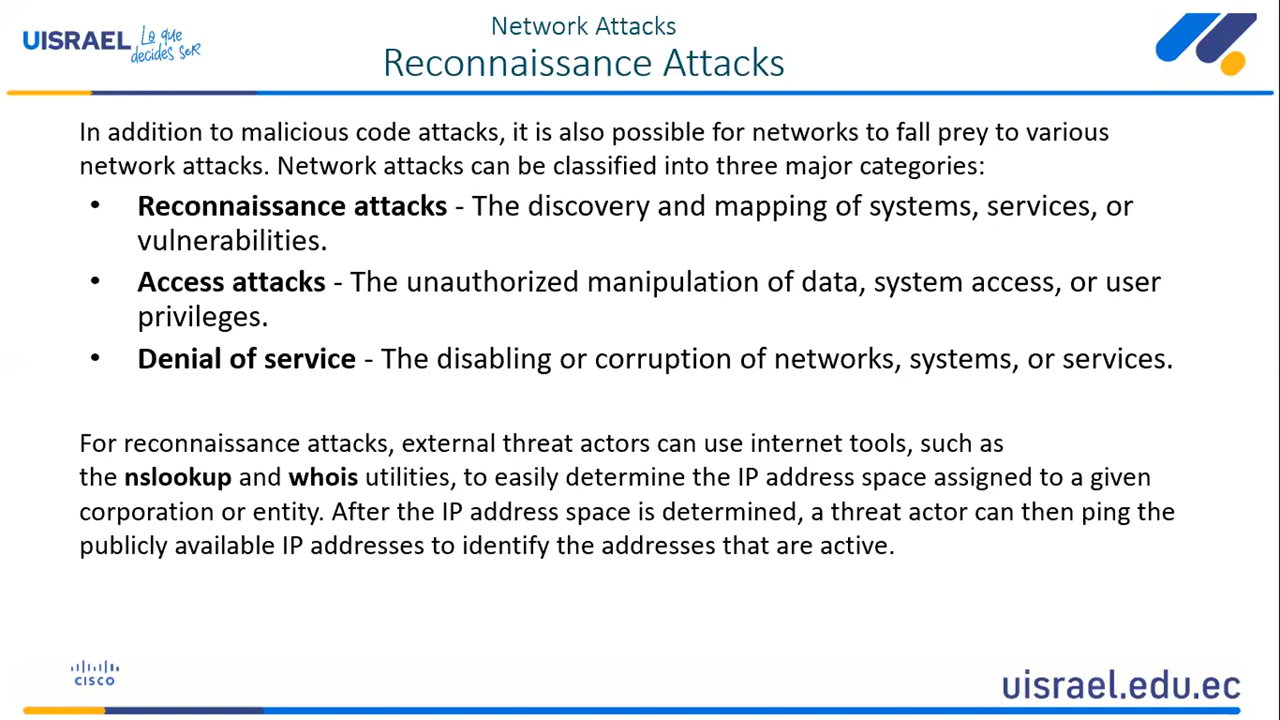 UISRAEL Lo que decides seR
Network Attacks
Reconnaissance Attacks
In addition to malicious code attacks, it is also possible for networks to fall prey to various
network attacks. Network attacks can be classified into three major categories:
• Reconnaissance attacks - The discovery and mapping of systems, services, or
vulnerabilities.
• Access attacks - The unauthorized manipulation of data, system access, or user
privileges.
• Denial of service - The disabling or corruption of networks, systems, or services.
For reconnaissance attacks, external threat actors can use internet tools, such as
the nslookup and whois utilities, to easily determine the IP address space assigned to a given
corporation or entity. After the IP address space is determined, a threat actor can then ping the
publicly available IP addresses to identify the addresses that are active.
CISCO
uisrael.edu.ec